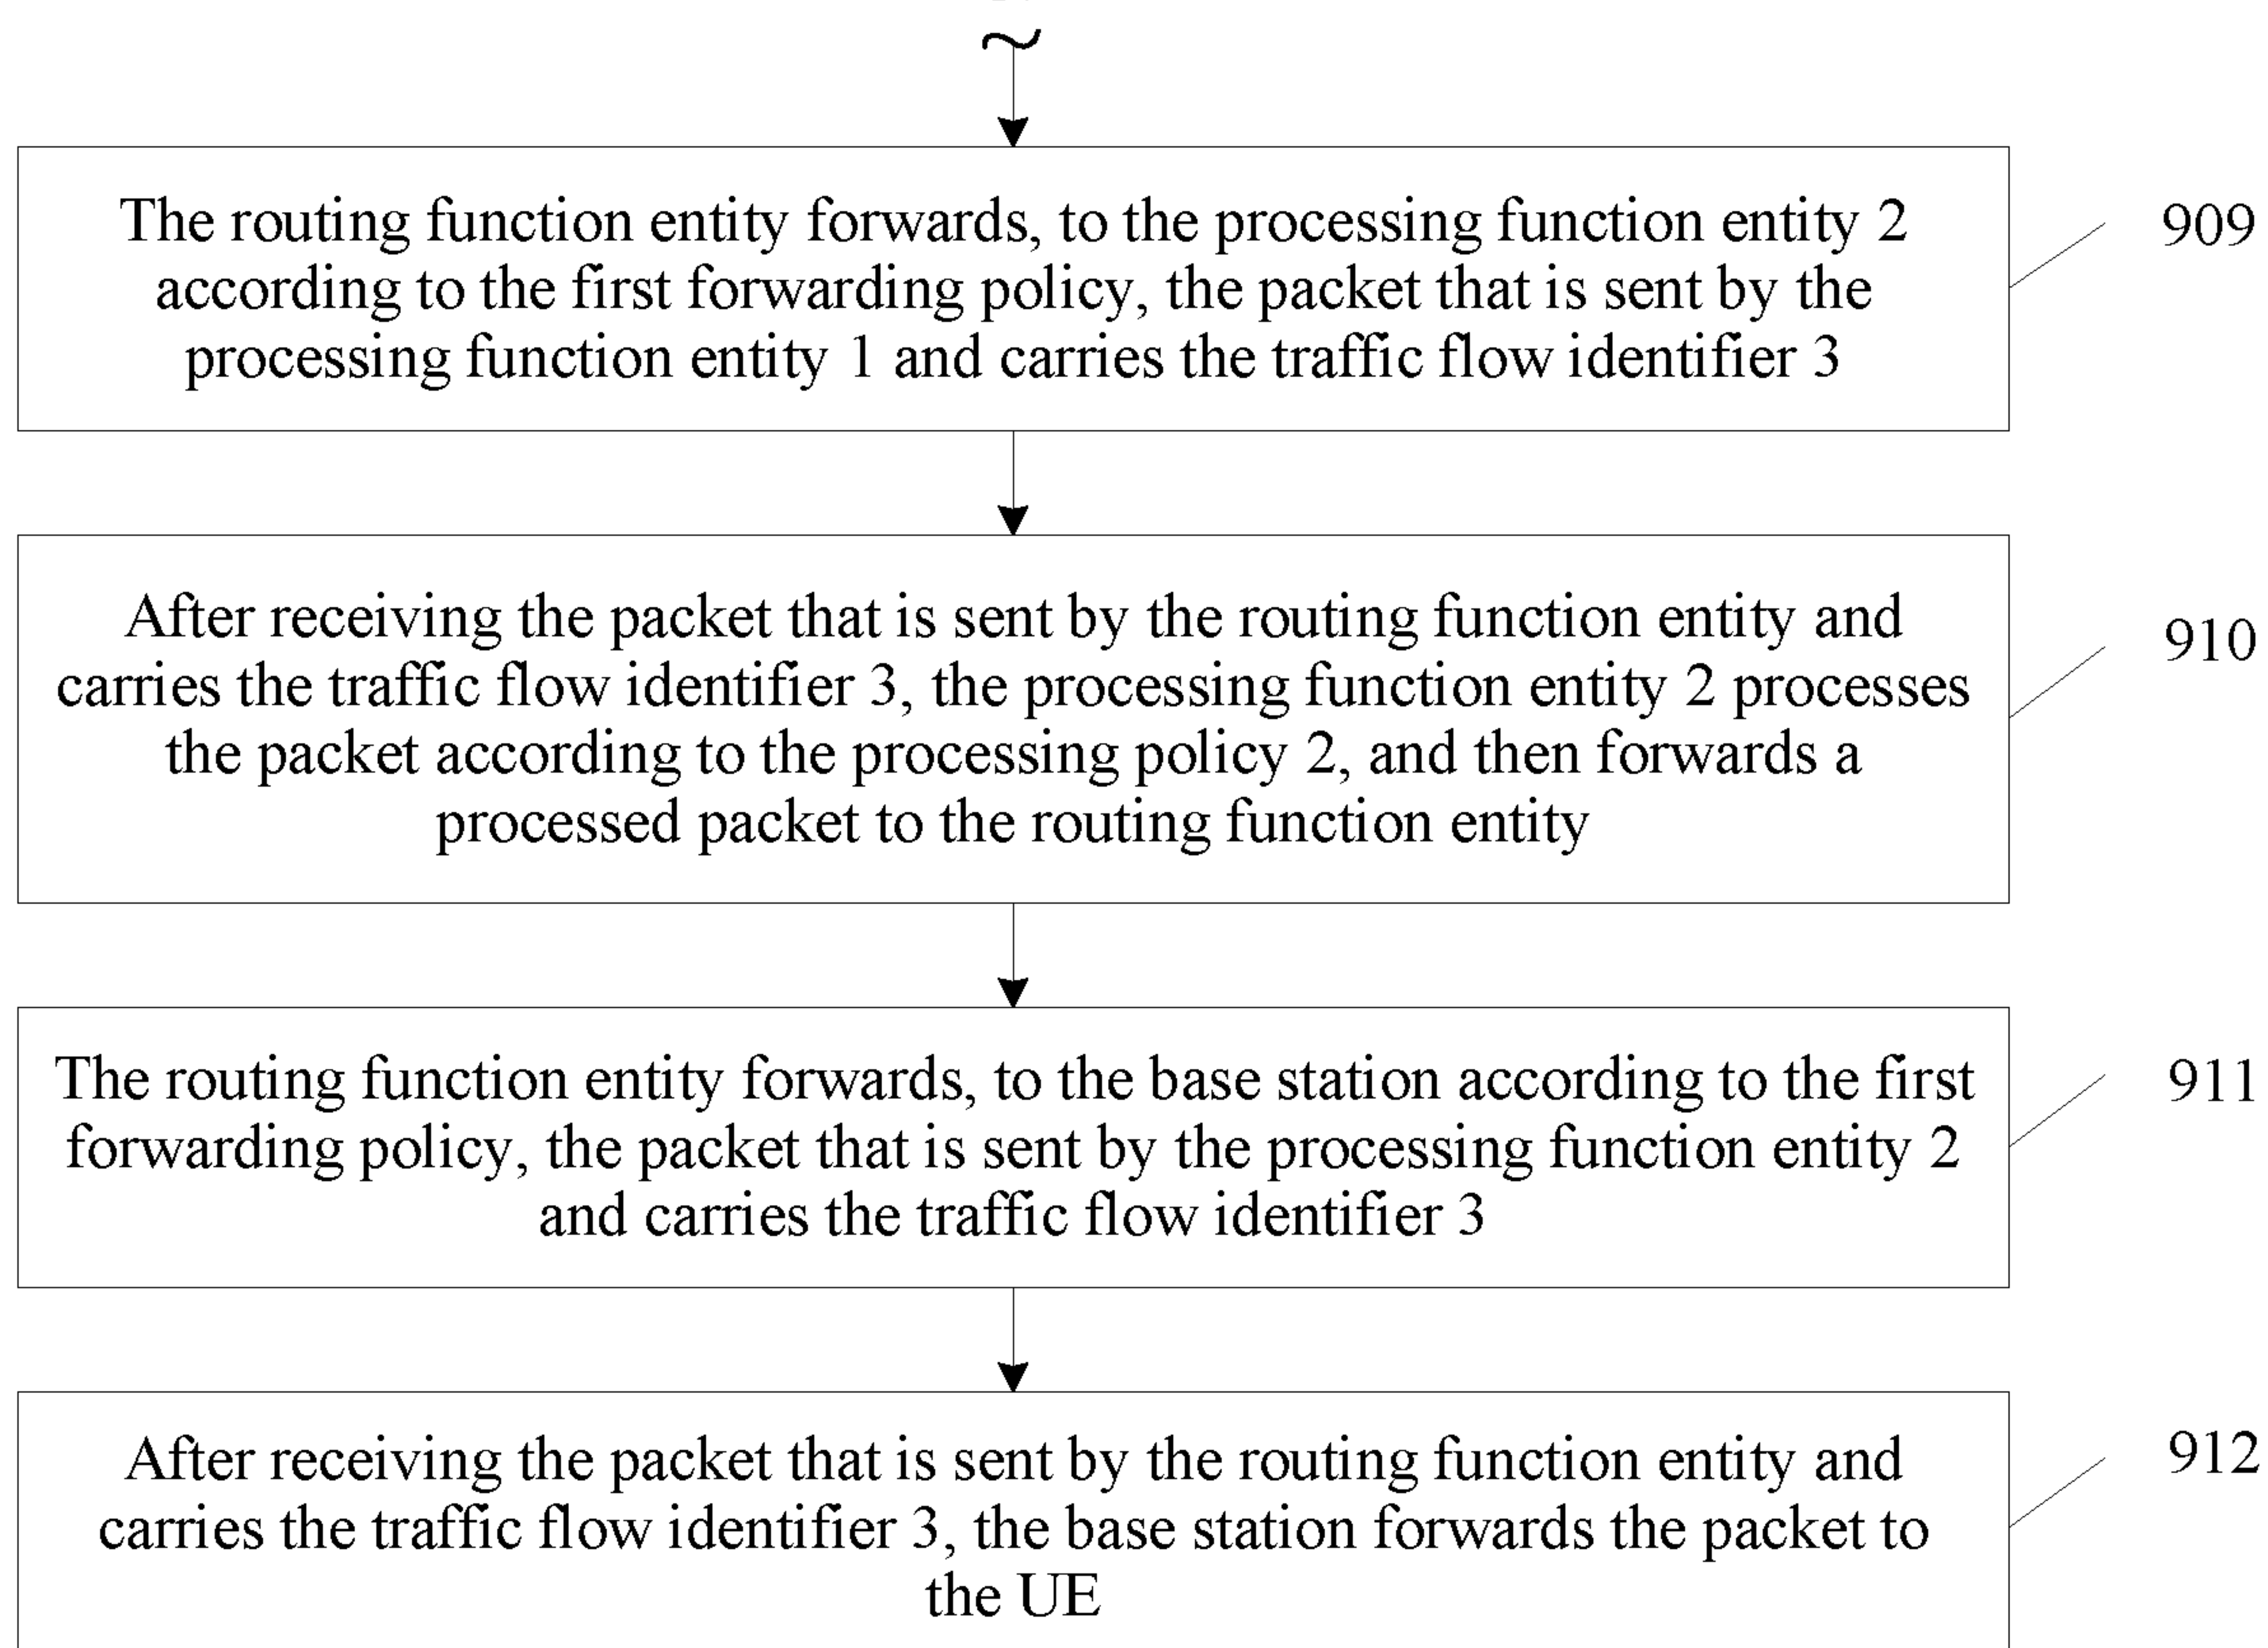 The routing function entity forwards, to the processing function entity 2
according to the first forwarding policy, the packet that is sent by the
processing function entity 1 and carries the traffic flow identifier 3
909
After receiving the packet that is sent by the routing function entity and
carries the traffic flow identifier 3, the processing function entity 2 processes
the packet according to the processing policy 2, and then forwards a
processed packet to the routing function entity
910
The routing function entity forwards, to the base station according to the first
forwarding policy, the packet that is sent by the processing function entity 2
and carries the traffic flow identifier 3
911
After receiving the packet that is sent by the routing function entity and
carries the traffic flow identifier 3, the base station forwards the packet to
the UE
912